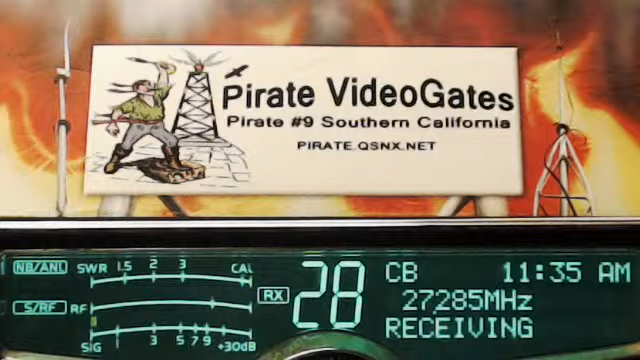 Pirate VideoGates
Pirate #9 Southern California
PIRATE.QSNX.NET
NB/ANL SWR 1.5 2 3 CAL
S/RF RF
SIG 3 5 7 9 +30dB
RX 28
CB 11:35 AM
27285MHz
RECEIVING